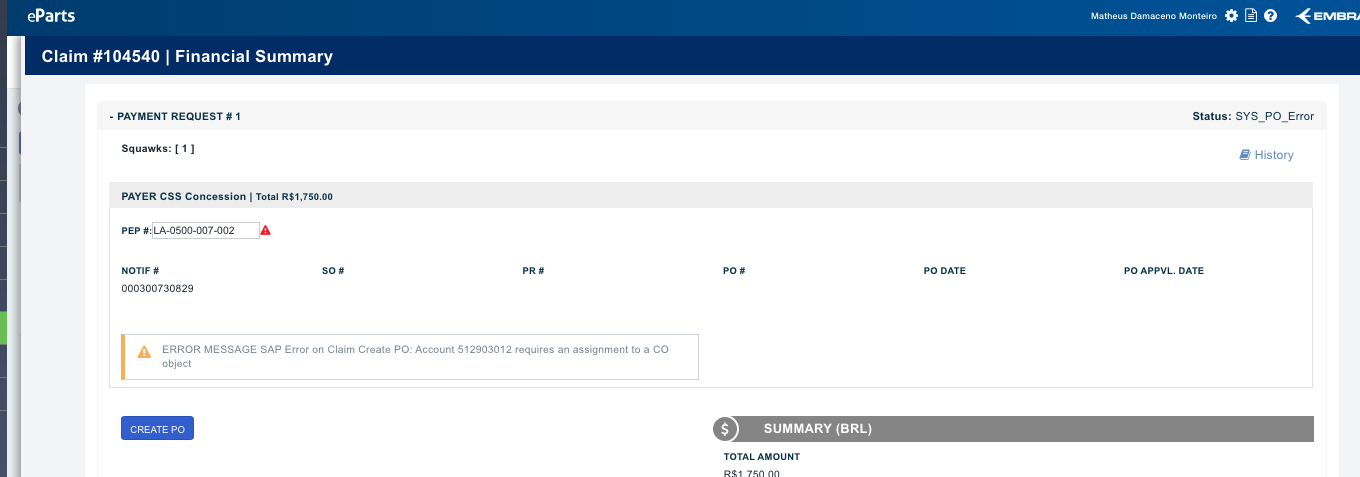 eParts
Matheus Damaceno Monteiro
Claim #104540 | Financial Summary
- PAYMENT REQUEST # 1
Status: SYS_PO_Error
Squawks: [ 1 ]
History
PAYER CSS Concession | Total R$1,750.00
PEP #: LA-0500-007-002
NOTIF # SO # PR # PO # PO DATE PO APPVL. DATE
000300730829
ERROR MESSAGE SAP Error on Claim Create PO: Account 512903012 requires an assignment to a CO
object
CREATE PO
$ SUMMARY (BRL)
TOTAL AMOUNT
R$1,750.00